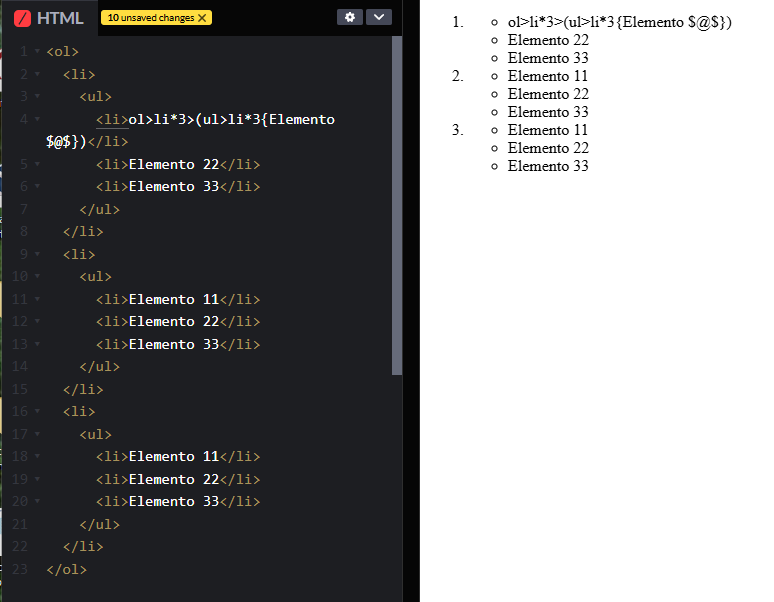 HTML
10 unsaved changes X
1 <ol>
2 <li>
3 <ul>
4 <li>ol>li*3>(ul>li*3{Elemento
$@$})</li>
5 <li>Elemento 22</li>
6 <li>Elemento 33</li>
7 </ul>
8 </li>
9 <li>
10 <ul>
11 <li>Elemento 11</li>
12 <li>Elemento 22</li>
13 <li>Elemento 33</li>
14 </ul>
15 </li>
16 <li>
17 <ul>
18 <li>Elemento 11</li>
19 <li>Elemento 22</li>
20 <li>Elemento 33</li>
21 </ul>
22 </li>
23 </ol>
1. ol>li*3>(ul>li*3{Elemento $@$})
Elemento 22
Elemento 33
2. Elemento 11
Elemento 22
Elemento 33
3. Elemento 11
Elemento 22
Elemento 33